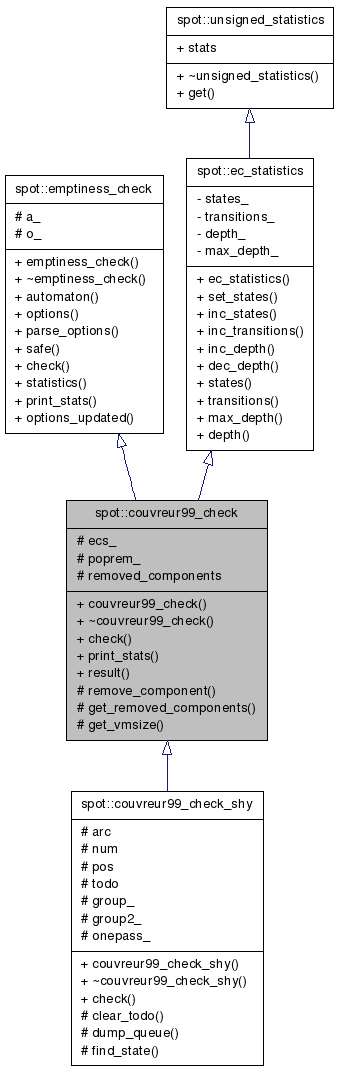 spot::unsigned_statistics
+ stats
+ ~unsigned_statistics()
+ get()
spot::emptiness_check
# a_
# o_
+ emptiness_check()
+ ~emptiness_check()
+ automaton()
+ options()
+ parse_options()
+ safe()
+ check()
+ statistics()
+ print_stats()
+ options_updated()
spot::ec_statistics
- states_
- transitions_
- depth_
- max_depth_
+ ec_statistics()
+ set_states()
+ inc_states()
+ inc_transitions()
+ inc_depth()
+ dec_depth()
+ states()
+ transitions()
+ max_depth()
+ depth()
spot::couvreur99_check
# ecs_
# poprem_
# removed_components
+ couvreur99_check()
+ ~couvreur99_check()
+ check()
+ print_stats()
+ result()
# remove_component()
# get_removed_components()
# get_vmsize()
spot::couvreur99_check_shy
# arc
# num
# pos
# todo
# group_
# group2_
# onepass_
+ couvreur99_check_shy()
+ ~couvreur99_check_shy()
+ check()
# clear_todo()
# dump_queue()
# find_state()